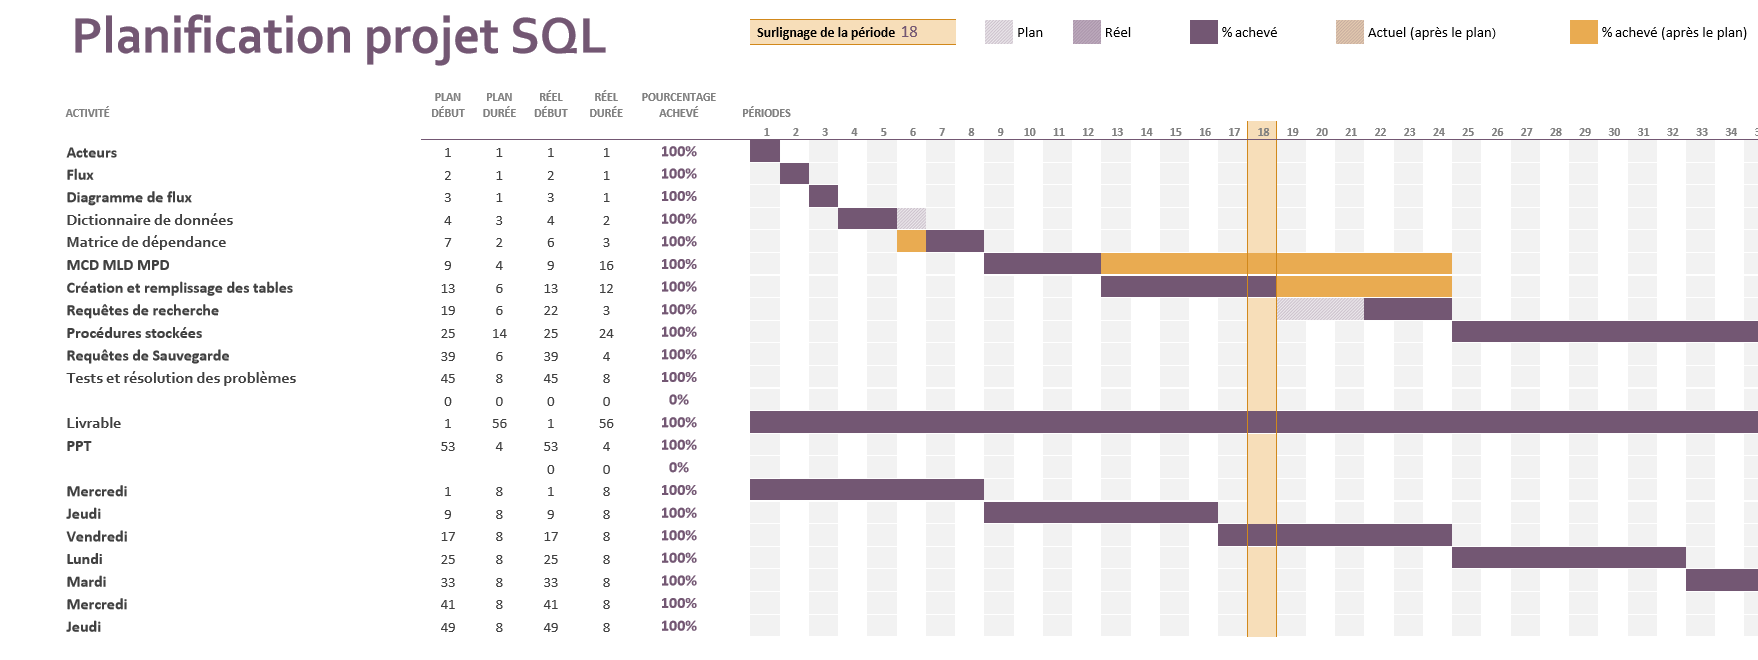 Planification projet SQL
Surlignage de la période 18 Plan Réel % achevé Actuel (après le plan) % achevé (après le plan)
PLAN PLAN RÉEL RÉEL POURCENTAGE
ACTIVITÉ DÉBUT DURÉE DÉBUT DURÉE ACHEVÉ PÉRIODES
1 2 3 4 5 6 7 8 9 10 11 12 13 14 15 16 17 18 19 20 21 22 23 24 25 26 27 28 29 30 31 32 33 34
Acteurs 1 1 1 1 100%
Flux 2 1 2 1 100%
Diagramme de flux 3 1 3 1 100%
Dictionnaire de données 4 3 4 2 100%
Matrice de dépendance 7 2 6 3 100%
MCD MLD MPD 9 4 9 16 100%
Création et remplissage des tables 13 6 13 12 100%
Requêtes de recherche 19 6 22 3 100%
Procédures stockées 25 14 25 24 100%
Requêtes de Sauvegarde 39 6 39 4 100%
Tests et résolution des problèmes 45 8 45 8 100%
0 0 0 0 0%
Livrable 1 56 1 56 100%
PPT 53 4 53 4 100%
0 0 0%
Mercredi 1 8 1 8 100%
Jeudi 9 8 9 8 100%
Vendredi 17 8 17 8 100%
Lundi 25 8 25 8 100%
Mardi 33 8 33 8 100%
Mercredi 41 8 41 8 100%
Jeudi 49 8 49 8 100%